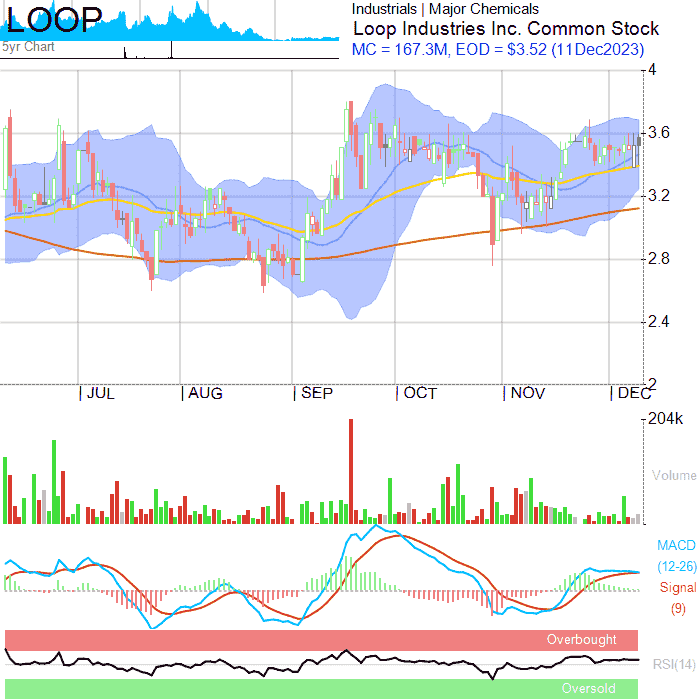 LOOP
5yr Chart
Industrials | Major Chemicals
Loop Industries Inc. Common Stock
MC = 167.3M, EOD = $3.52 (11Dec2023)
4
3.6
3.2
2.8
2.4
2
JUL AUG SEP OCT NOV DEC
204k
Volume
MACD
(12-26)
Signal
(9)
Overbought
RSI(14)
Oversold